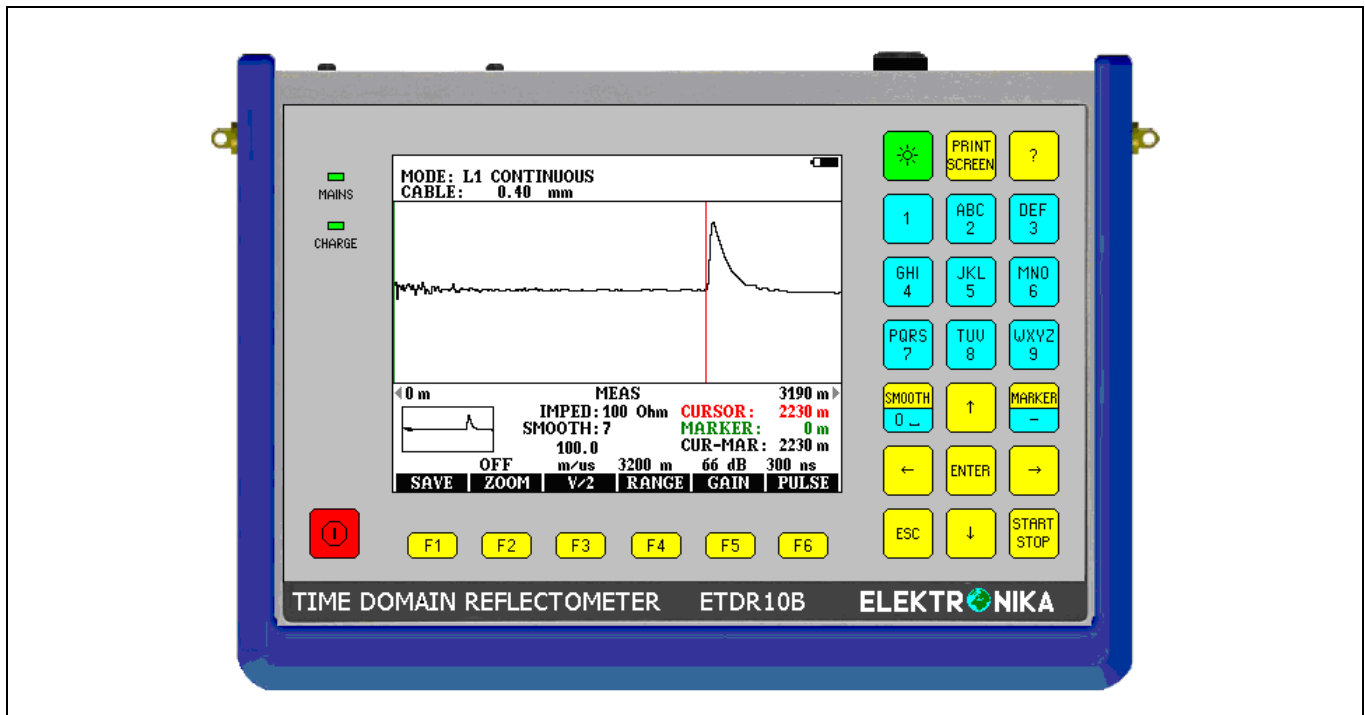 MODE: L1 CONTINUOUS
CABLE: 0.40 mm
MAINS
CHARGE
0 m MEAS 3190 m
IMPED: 100 Ohm CURSOR: 2230 m
SMOOTH: 7 MARKER: 0 m
100.0 CUR-MAR: 2230 m
OFF m/us 3200 m 66 dB 300 ns
SAVE ZOOM V/2 RANGE GAIN PULSE
F1 F2 F3 F4 F5 F6
PRINT
SCREEN
?
1
ABC
2
DEF
3
GHI
4
JKL
5
MNO
6
PQRS
7
TUV
8
WXYZ
9
SMOOTH
0 ⎵
↑
MARKER
–
←
ENTER
→
ESC
↓
START
STOP
TIME DOMAIN REFLECTOMETER ETDR10B ELEKTRONIKA